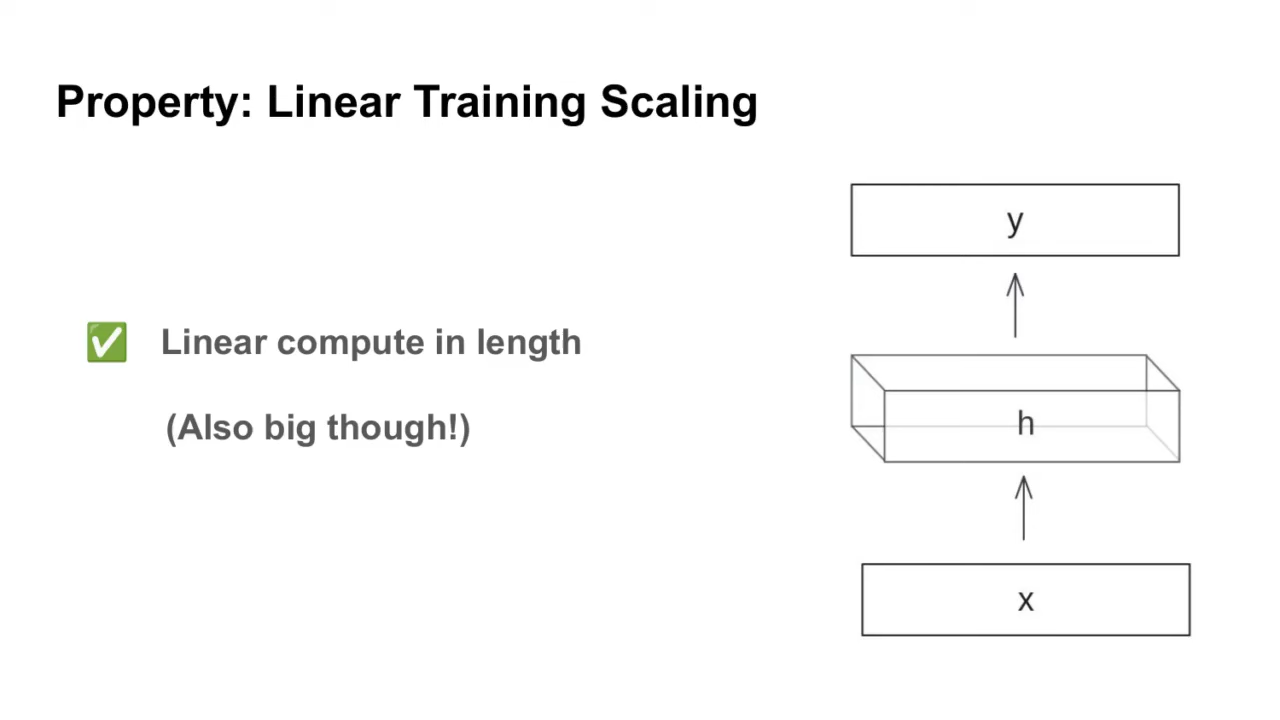 Property: Linear Training Scaling
✅ Linear compute in length
(Also big though!)
y
h
x